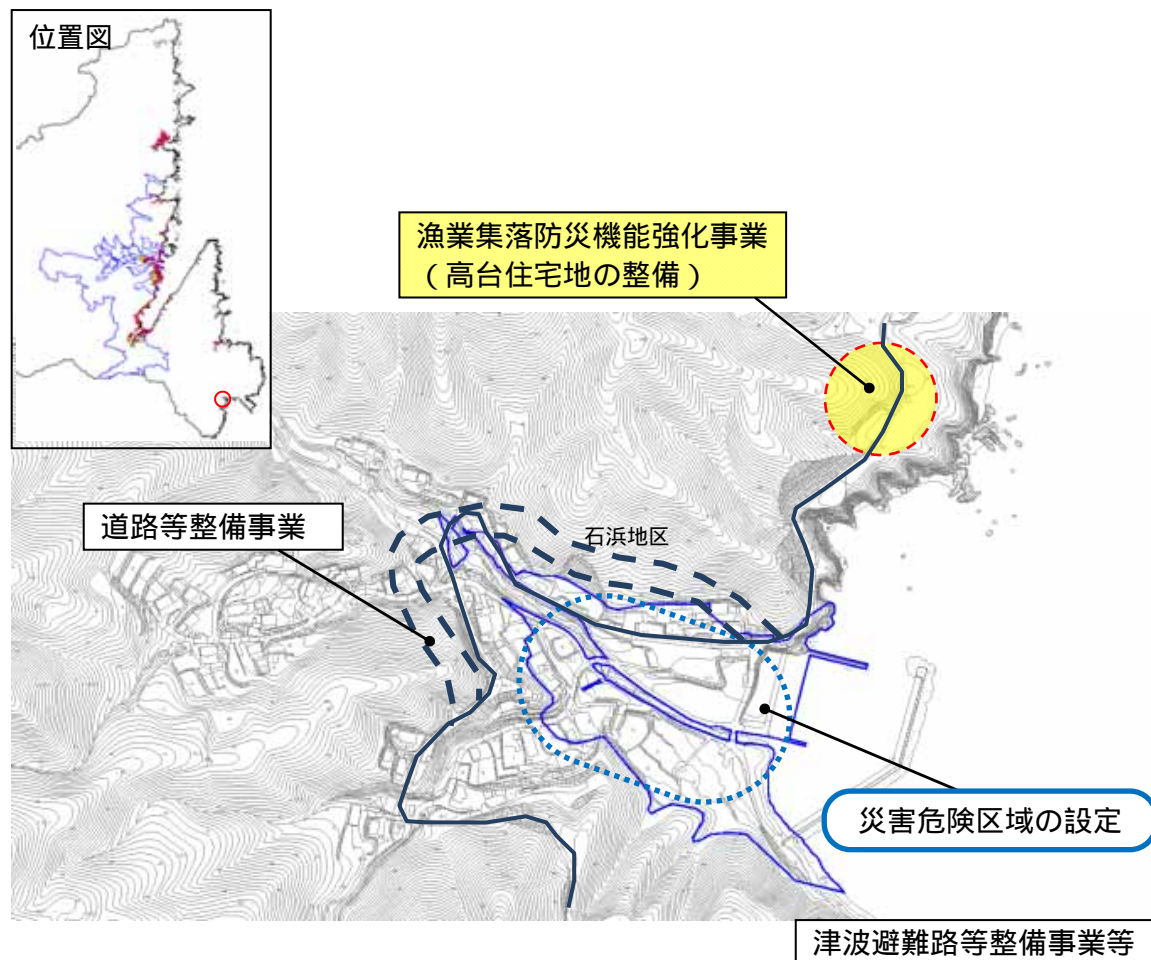 位置図
漁業集落防災機能強化事業
（高台住宅地の整備）
道路等整備事業
石浜地区
災害危険区域の設定
津波避難路等整備事業等